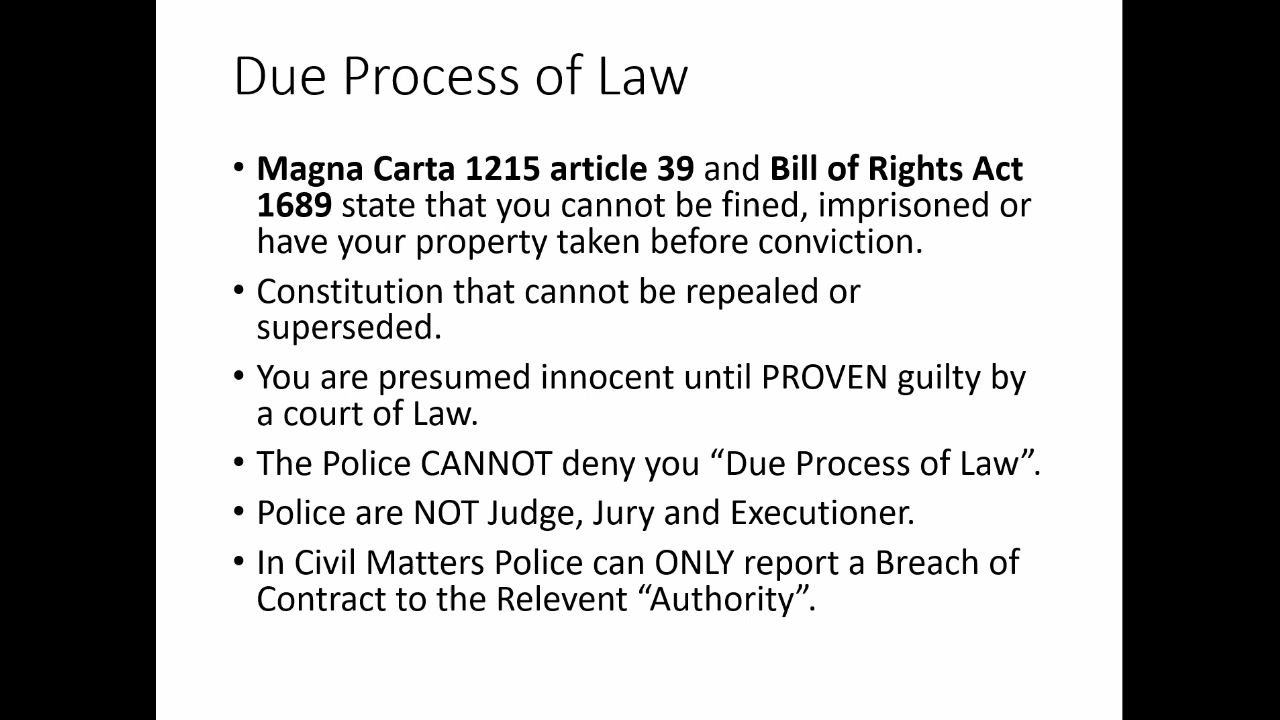 Due Process of Law
• Magna Carta 1215 article 39 and Bill of Rights Act
1689 state that you cannot be fined, imprisoned or
have your property taken before conviction.
• Constitution that cannot be repealed or
superseded.
• You are presumed innocent until PROVEN guilty by
a court of Law.
• The Police CANNOT deny you “Due Process of Law”.
• Police are NOT Judge, Jury and Executioner.
• In Civil Matters Police can ONLY report a Breach of
Contract to the Relevent “Authority”.